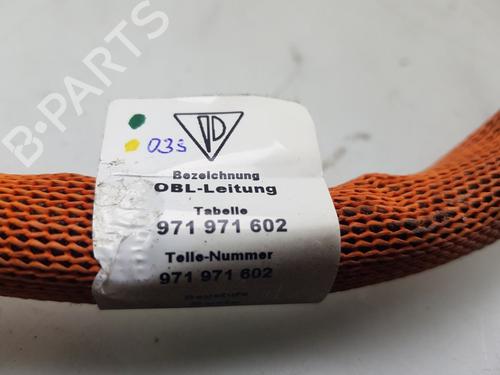 B-PARTS
03s
Bezeichnung
OBL-Leitung
Tabelle
971 971 602
Teile-Nummer
971 971 602